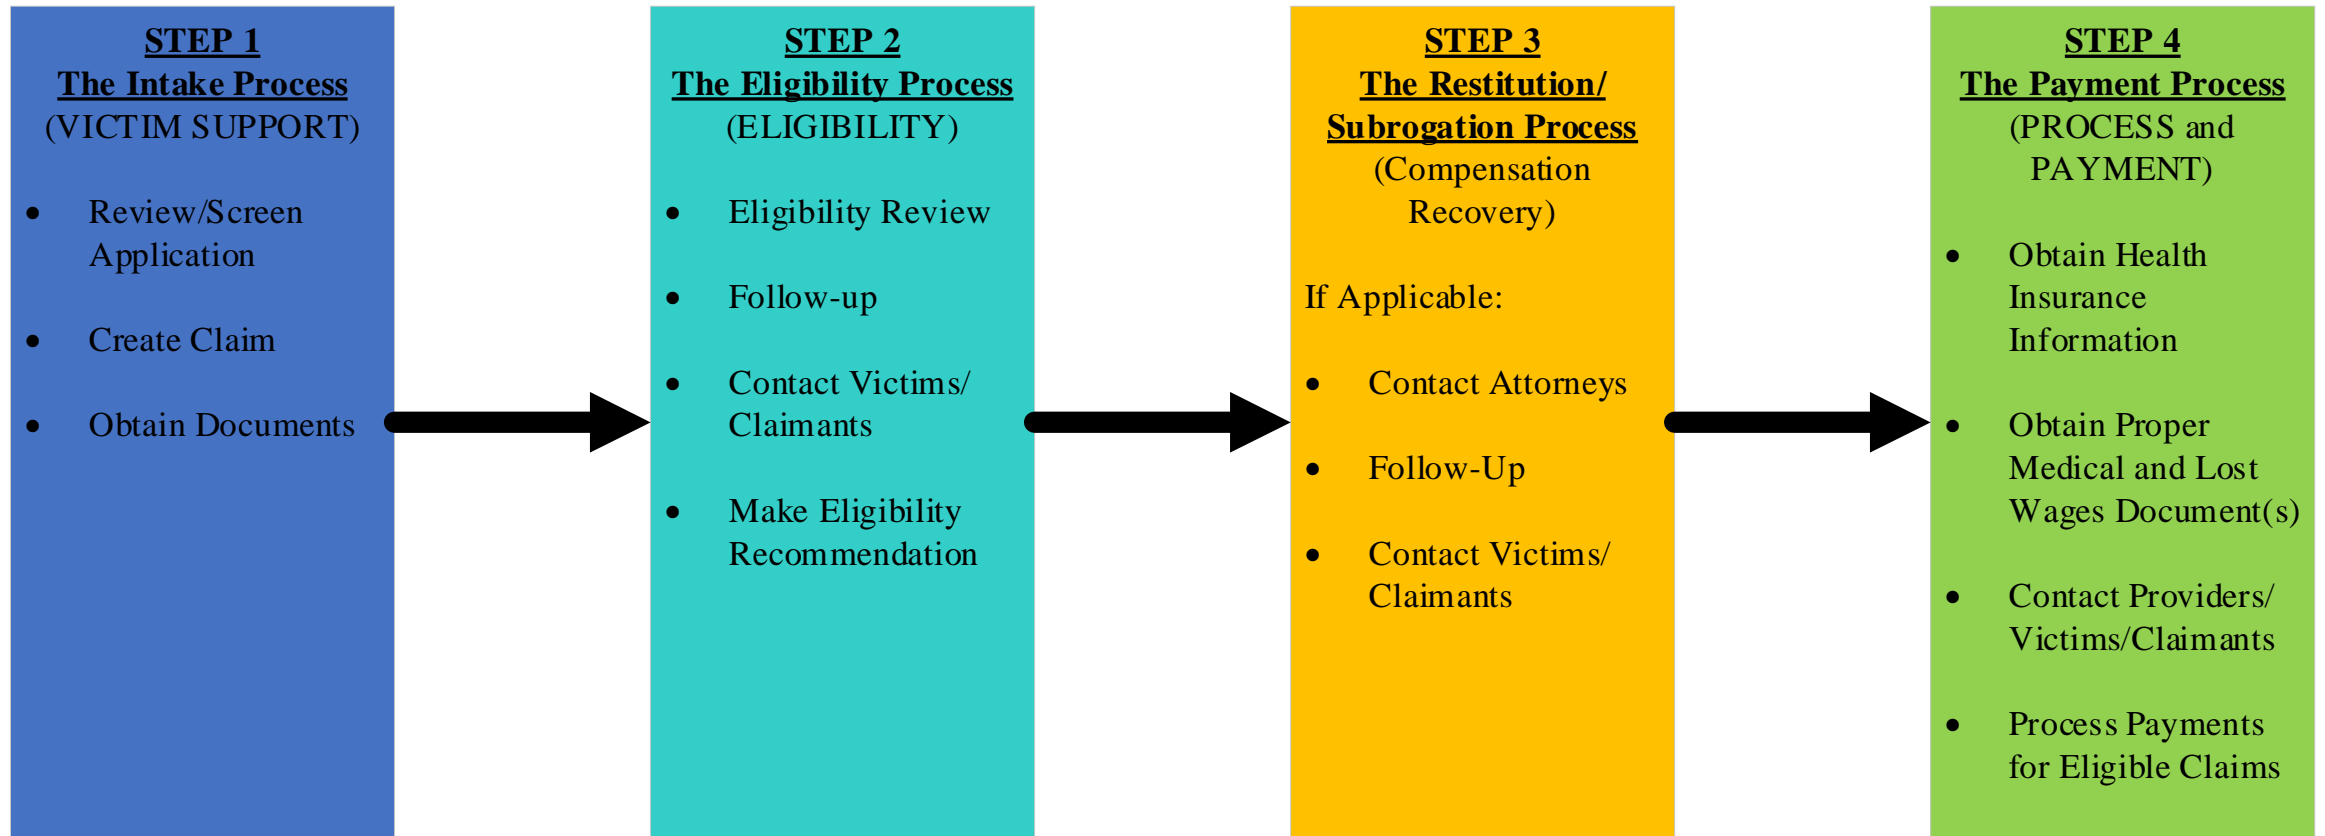 STEP 1
The Intake Process
(VICTIM SUPPORT)
• Review/Screen
Application
• Create Claim
• Obtain Documents
STEP 2
The Eligibility Process
(ELIGIBILITY)
• Eligibility Review
• Follow-up
• Contact Victims/
Claimants
• Make Eligibility
Recommendation
STEP 3
The Restitution/
Subrogation Process
(Compensation
Recovery)
If Applicable:
• Contact Attorneys
• Follow-Up
• Contact Victims/
Claimants
STEP 4
The Payment Process
(PROCESS and
PAYMENT)
• Obtain Health
Insurance
Information
• Obtain Proper
Medical and Lost
Wages Document(s)
• Contact Providers/
Victims/Claimants
• Process Payments
for Eligible Claims